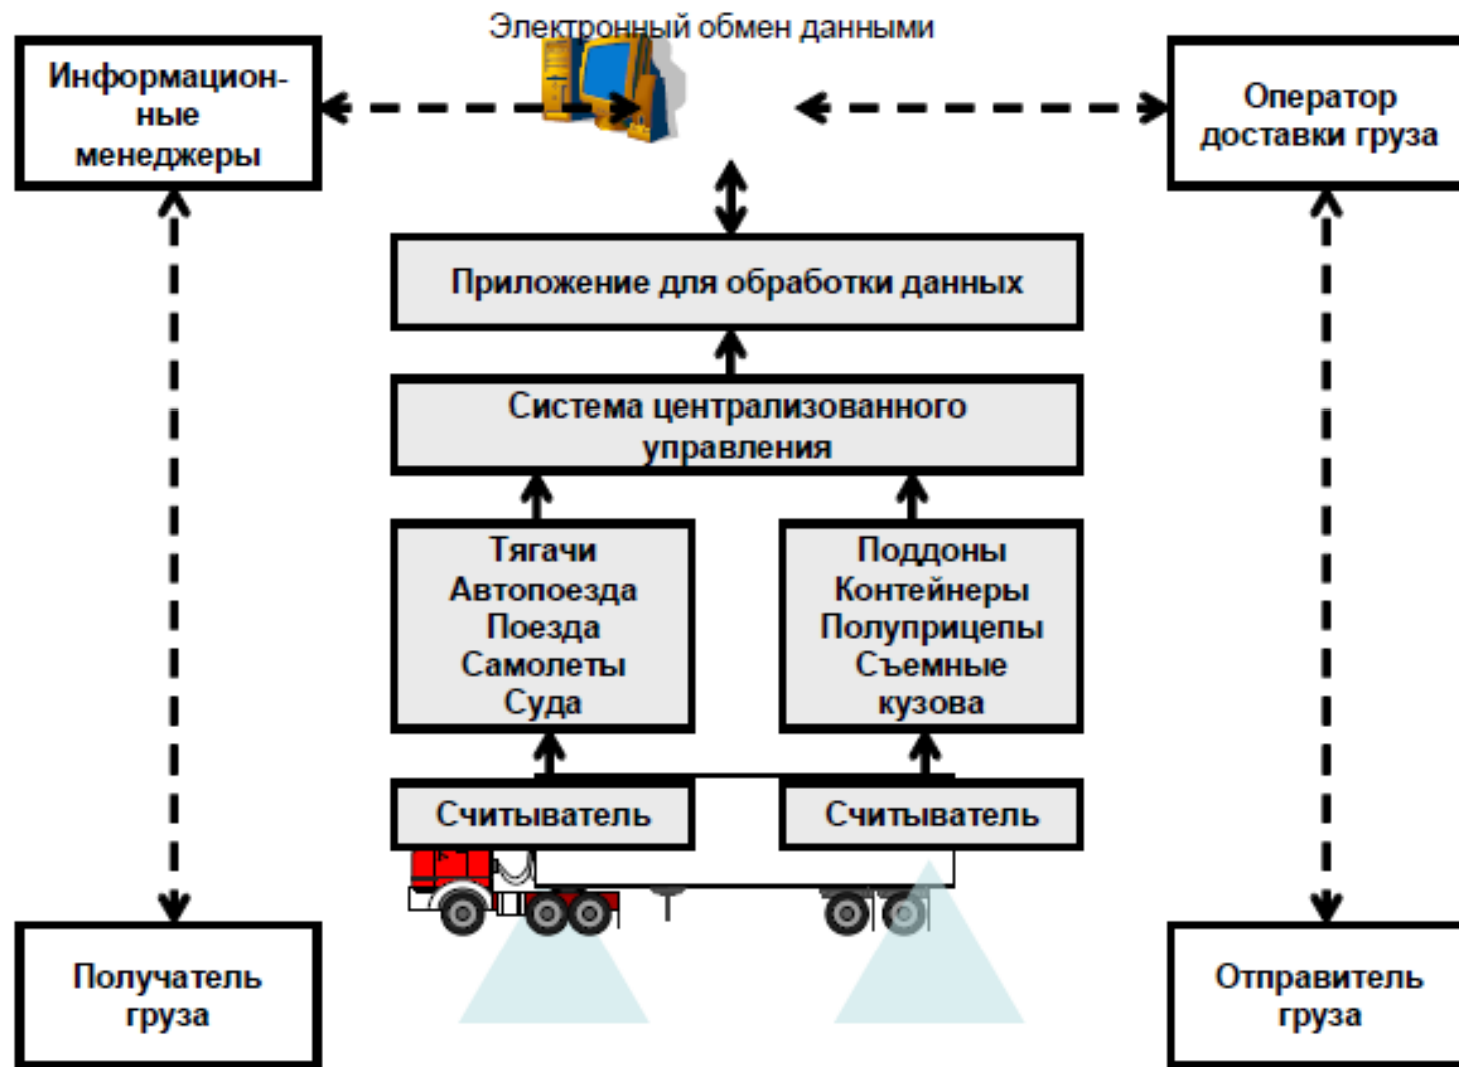 Электронный обмен данными
Информацион-
ные
менеджеры
Оператор
доставки груза
Приложение для обработки данных
Система централизованного
управления
Тягачи
Автопоезда
Поезда
Самолеты
Суда
Поддоны
Контейнеры
Полуприцепы
Съемные
кузова
Считыватель
Считыватель
Получатель
груза
Отправитель
груза